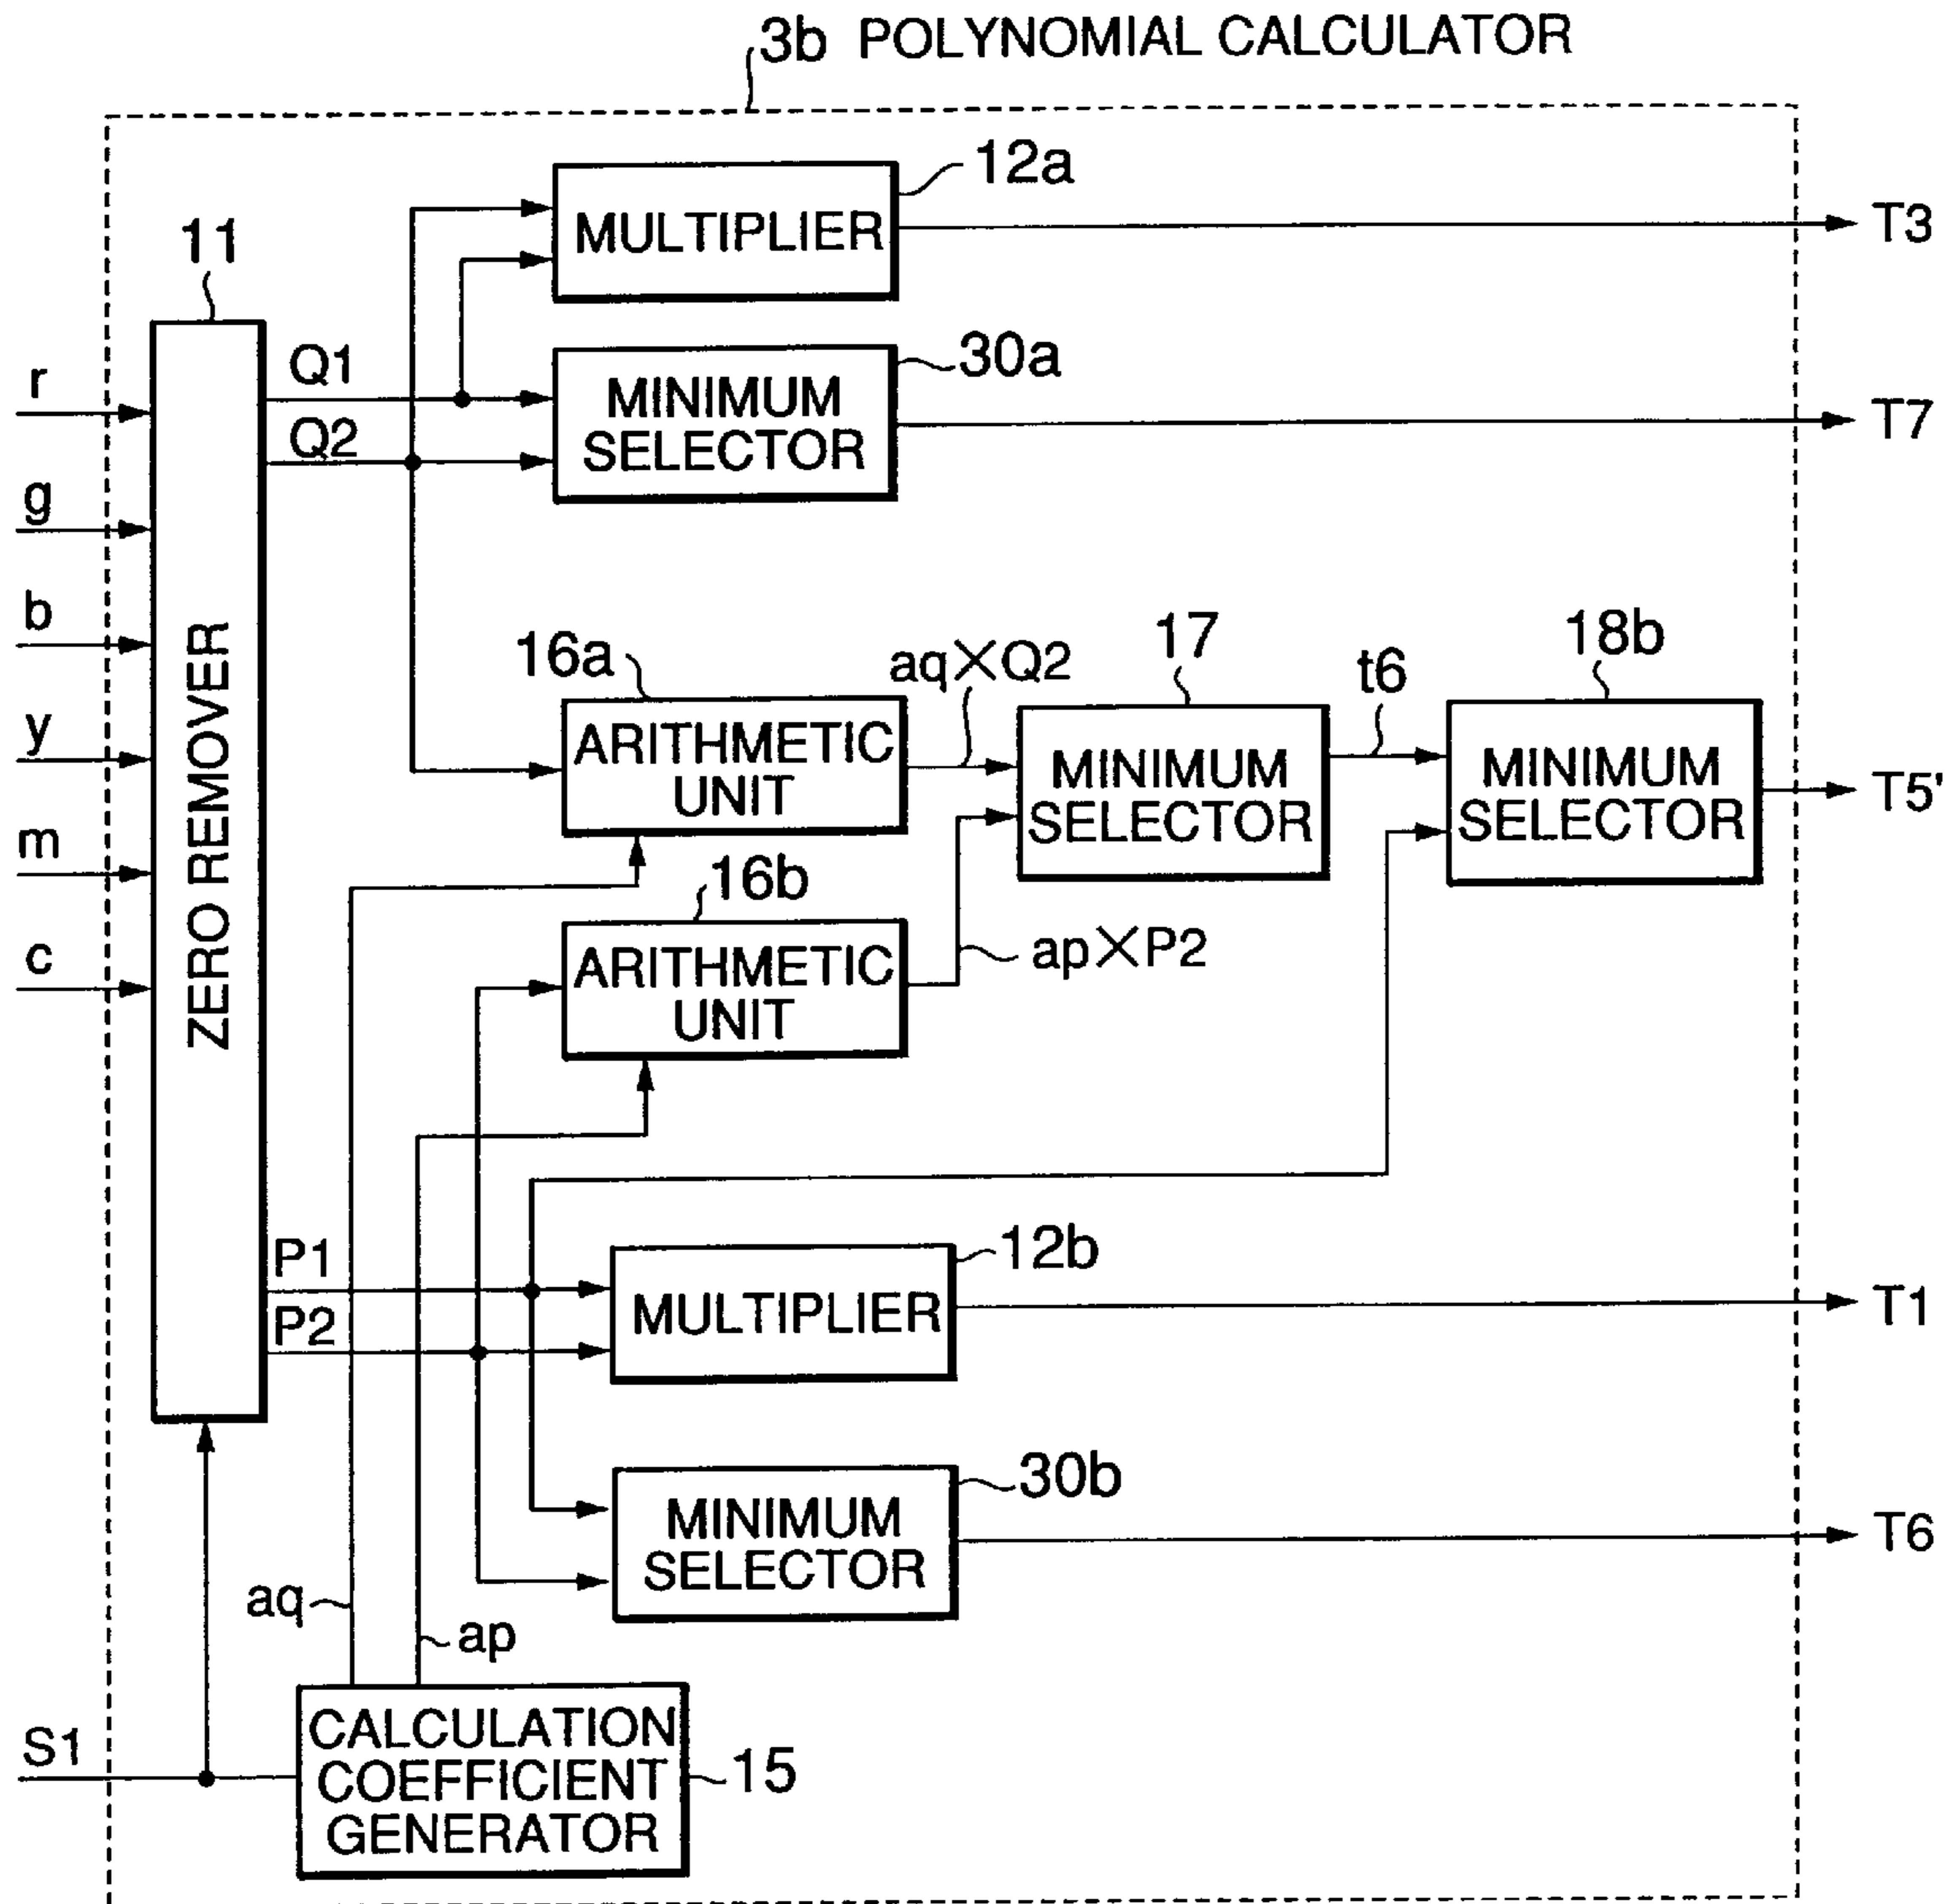 3b POLYNOMIAL CALCULATOR
12a
MULTIPLIER
T3
11
30a
Q1
MINIMUM
SELECTOR
T7
r
Q2
g
b
ZERO REMOVER
16a
aq×Q2
17
t6
18b
y
ARITHMETIC
UNIT
MINIMUM
SELECTOR
MINIMUM
SELECTOR
T5'
m
16b
c
ARITHMETIC
UNIT
ap×P2
P1
12b
P2
MULTIPLIER
T1
30b
MINIMUM
SELECTOR
T6
aq
ap
S1
CALCULATION
COEFFICIENT
GENERATOR
15